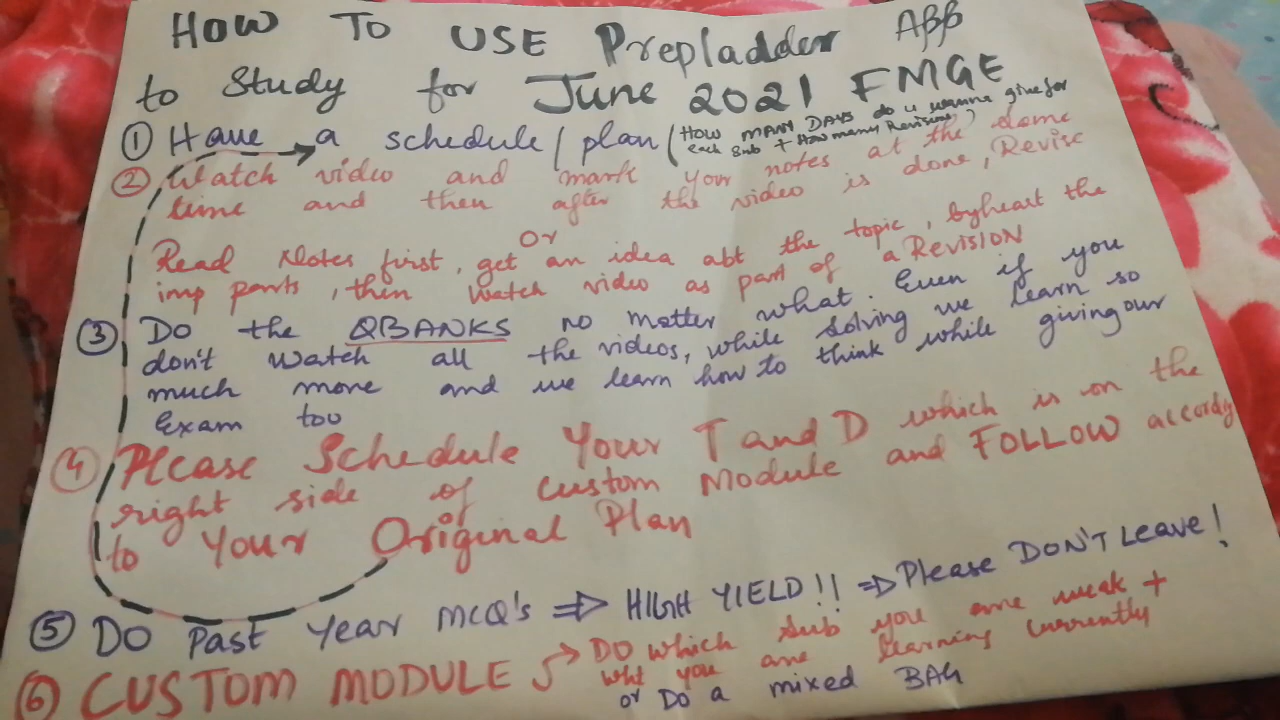 HOW TO USE Prepladder App
to Study for June 2021 FMGE
① Have a schedule / plan (HOW MANY DAYS do u wanna give for
each sub + How many Revisions)
② Watch video and mark your notes at the same
time and then after the video is done, Revise
Or
Read Notes first, get an idea abt the topic, byheart the
imp parts, then watch video as part of a Revision
③ Do the QBANKS no matter what. Even if you
don't watch all the videos, while solving we learn so
much more and we learn how to think while giving our
Exam too
④ Please Schedule Your T and D which is on the
right side of custom Module and FOLLOW accordg
to Your Original Plan
⑤ DO Past Year MCQ's ⇒ HIGH YIELD!! ⇒ Please DON'T Leave!
⑥ CUSTOM MODULE → DO which sub you are weak +
wht you are learning currently
or Do a mixed BAG